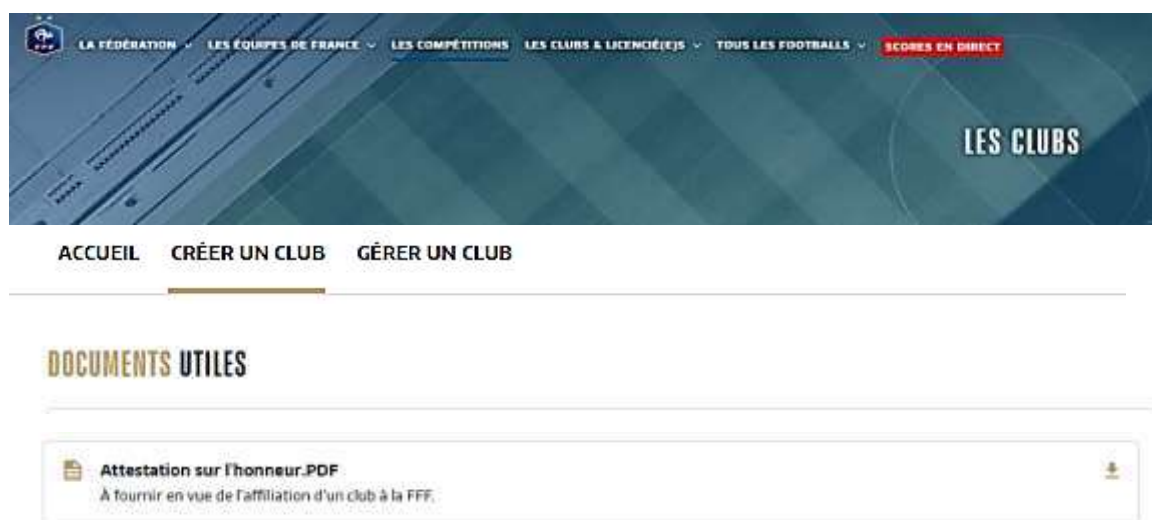 FFF
LA FÉDÉRATION LES ÉQUIPES DE FRANCE LES COMPÉTITIONS LES CLUBS & LICENCIÉ(E)S TOUS LES FOOTBALLS SCORES EN DIRECT
LES CLUBS
ACCUEIL CRÉER UN CLUB GÉRER UN CLUB
DOCUMENTS UTILES
Attestation sur l'honneur.PDF
À fournir en vue de l'affiliation d'un club à la FFF.